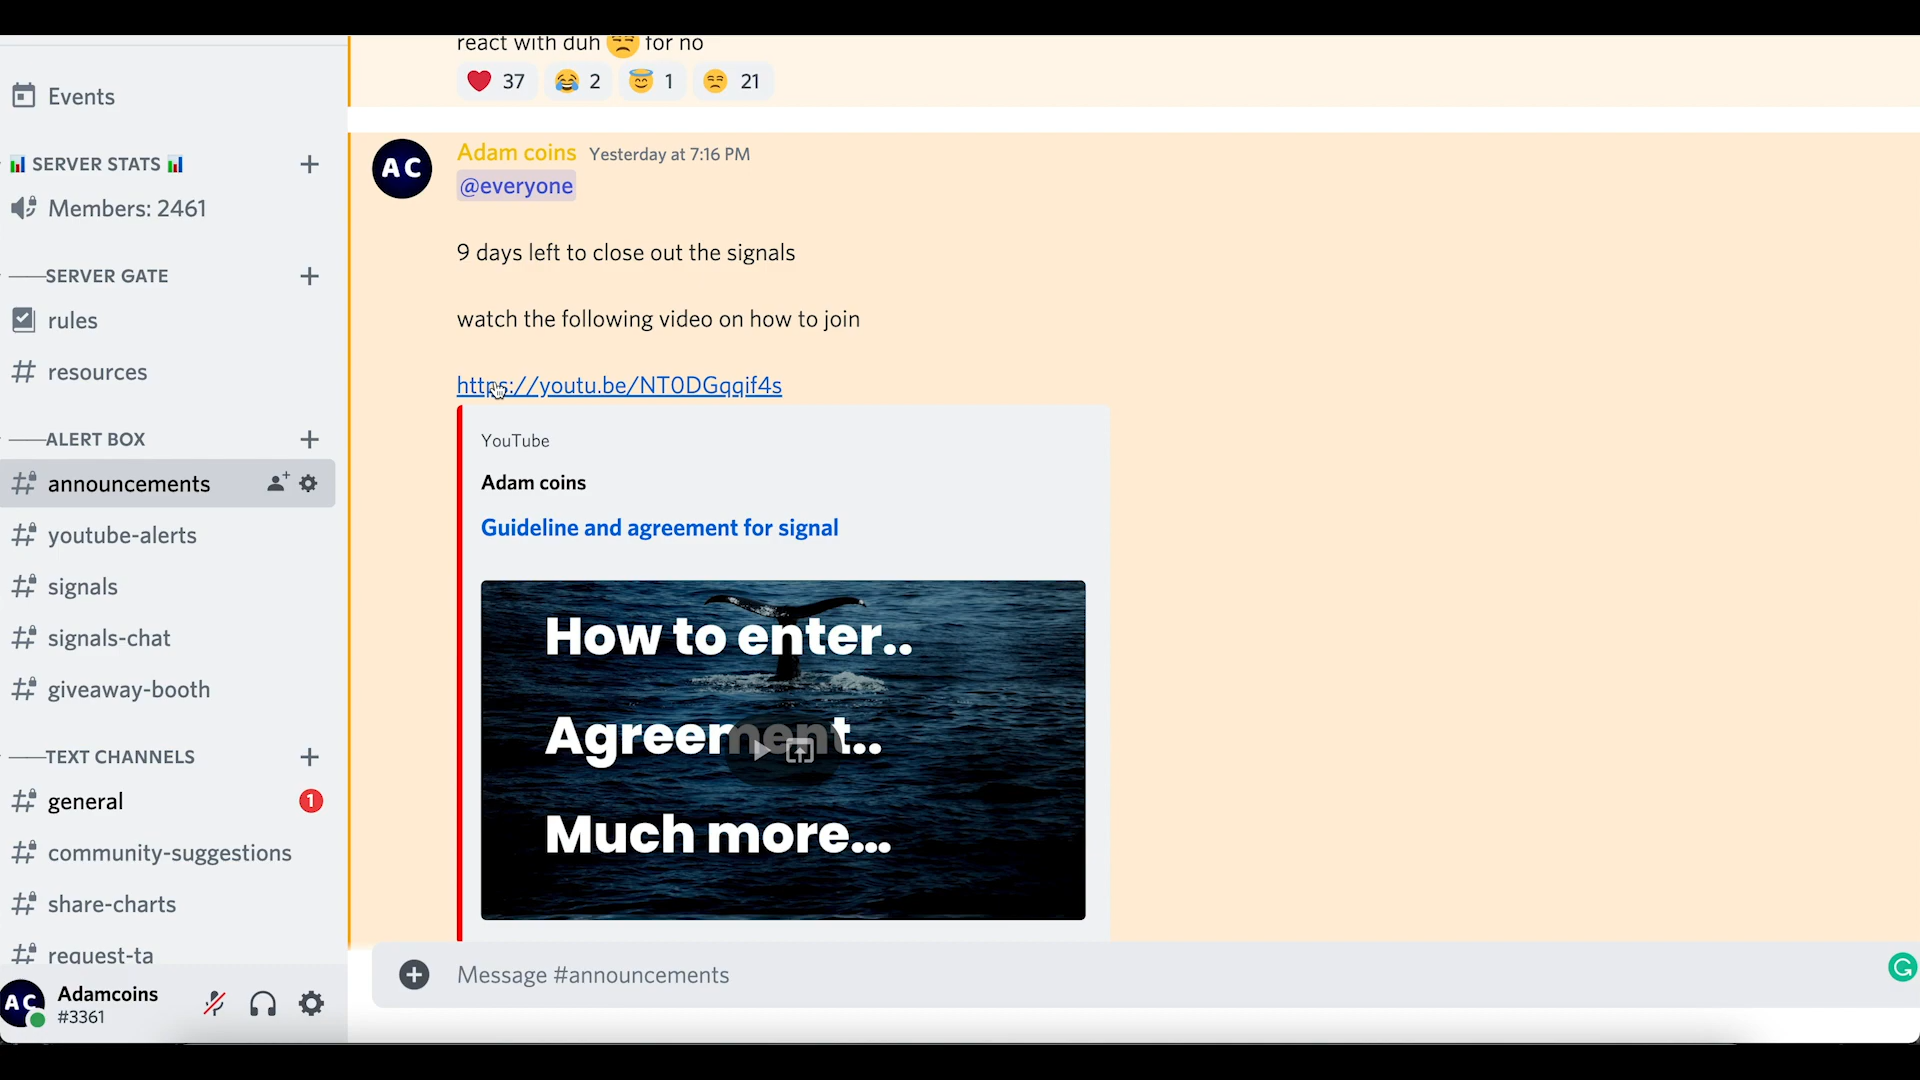 react with duh for no
37 2 1 21
Events
SERVER STATS
Members: 2461
SERVER GATE
rules
resources
ALERT BOX
announcements
youtube-alerts
signals
signals-chat
giveaway-booth
TEXT CHANNELS
general 1
community-suggestions
share-charts
request-ta
AC Adamcoins
#3361
AC
Adam coins Yesterday at 7:16 PM
@everyone
9 days left to close out the signals
watch the following video on how to join
https://youtu.be/NT0DGqqif4s
YouTube
Adam coins
Guideline and agreement for signal
How to enter..
Agreement..
Much more...
Message #announcements